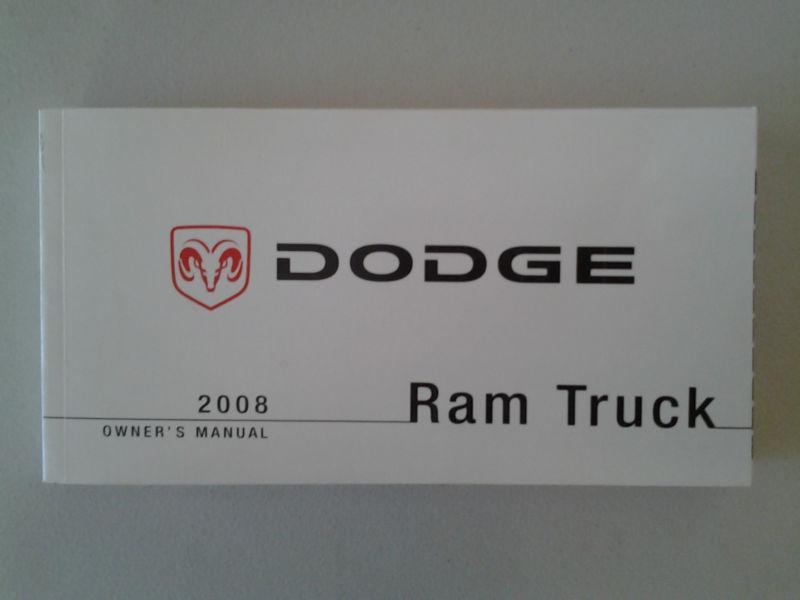 DODGE
2008
OWNER'S MANUAL
Ram Truck